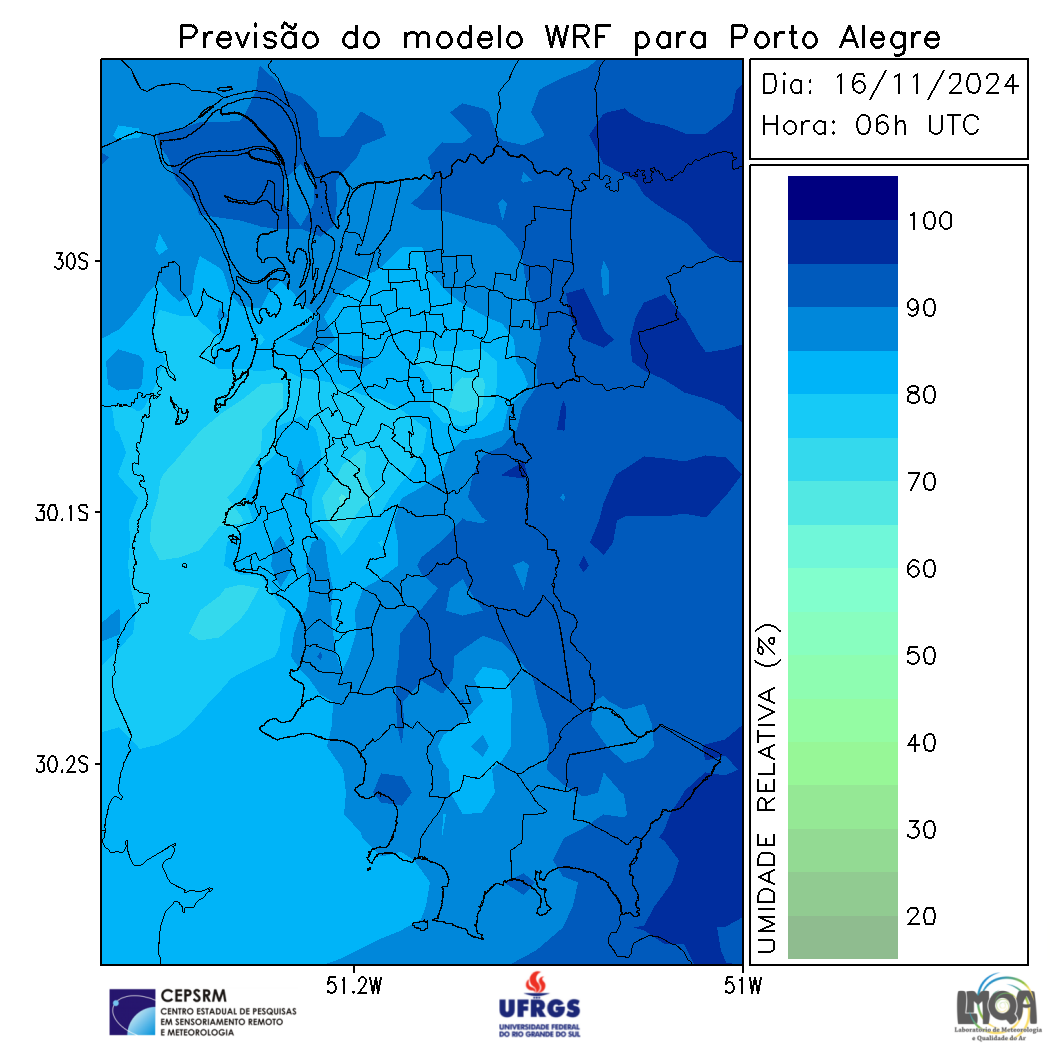 Previsão do modelo WRF para Porto Alegre
Dia: 16/11/2024
Hora: 06h UTC
100
90
80
70
60
50
40
30
20
UMIDADE RELATIVA (%)
30S
30.1S
30.2S
51.2W
51W
CEPSRM
CENTRO ESTADUAL DE PESQUISAS
EM SENSORIAMENTO REMOTO
E METEOROLOGIA
UFRGS
UNIVERSIDADE FEDERAL
DO RIO GRANDE DO SUL
LMQA
Laboratório de Meteorologia
e Qualidade do Ar